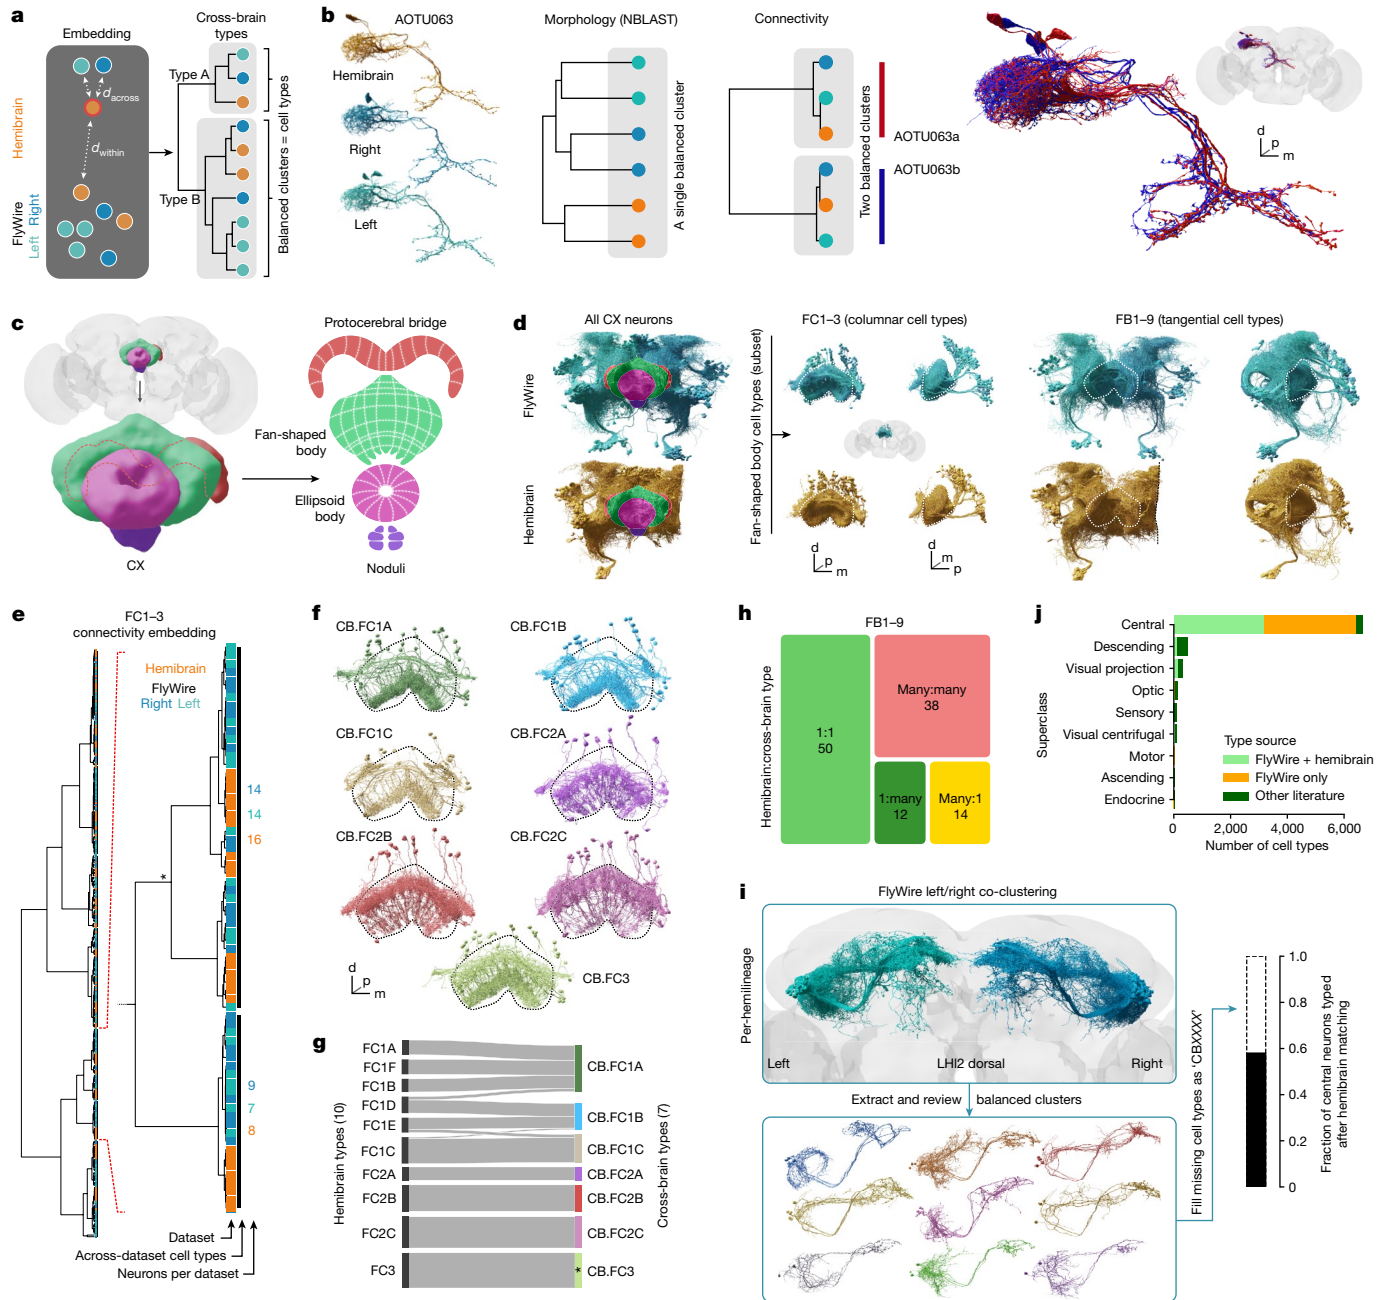 a
Embedding
Cross-brain
types
d across
d within
Type A
Type B
Balanced clusters = cell types
Hemibrain
FlyWire
Left Right
b
AOTU063
Hemibrain
Right
Left
Morphology (NBLAST)
A single balanced cluster
Connectivity
Two balanced clusters
AOTU063a
AOTU063b
d
p
m
c
CX
Protocerebral bridge
Fan-shaped
body
Ellipsoid
body
Noduli
d
All CX neurons
FlyWire
Hemibrain
Fan-shaped body cell types (subset)
FC1–3 (columnar cell types)
d
p
m
d
m
p
FB1–9 (tangential cell types)
e
FC1–3
connectivity embedding
Hemibrain
FlyWire
Right Left
14
14
16
*
9
7
8
Dataset
Across-dataset cell types
Neurons per dataset
f
CB.FC1A
CB.FC1B
CB.FC1C
CB.FC2A
CB.FC2B
CB.FC2C
CB.FC3
d
p
m
g
Hemibrain types (10)
FC1A
FC1F
FC1B
FC1D
FC1E
FC1C
FC2A
FC2B
FC2C
FC3
CB.FC1A
CB.FC1B
CB.FC1C
CB.FC2A
CB.FC2B
CB.FC2C
* CB.FC3
Cross-brain types (7)
h
FB1–9
Hemibrain:cross-brain type
1:1
50
Many:many
38
1:many
12
Many:1
14
j
Superclass
Central
Descending
Visual projection
Optic
Sensory
Visual centrifugal
Motor
Ascending
Endocrine
Type source
FlyWire + hemibrain
FlyWire only
Other literature
0 2,000 4,000 6,000
Number of cell types
i
FlyWire left/right co-clustering
Per-hemilineage
Left
LHl2 dorsal
Right
Extract and review balanced clusters
Fill missing cell types as 'CBXXXX'
1.0
0.8
0.6
0.4
0.2
0
Fraction of central neurons typed
after hemibrain matching